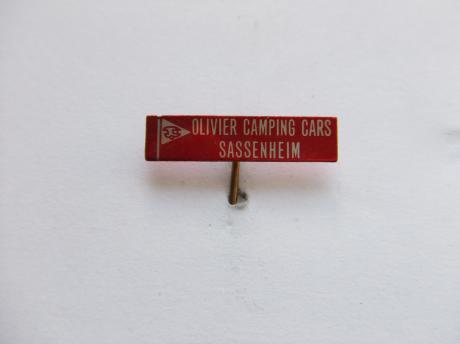 OLIVIER CAMPING CARS
SASSENHEIM